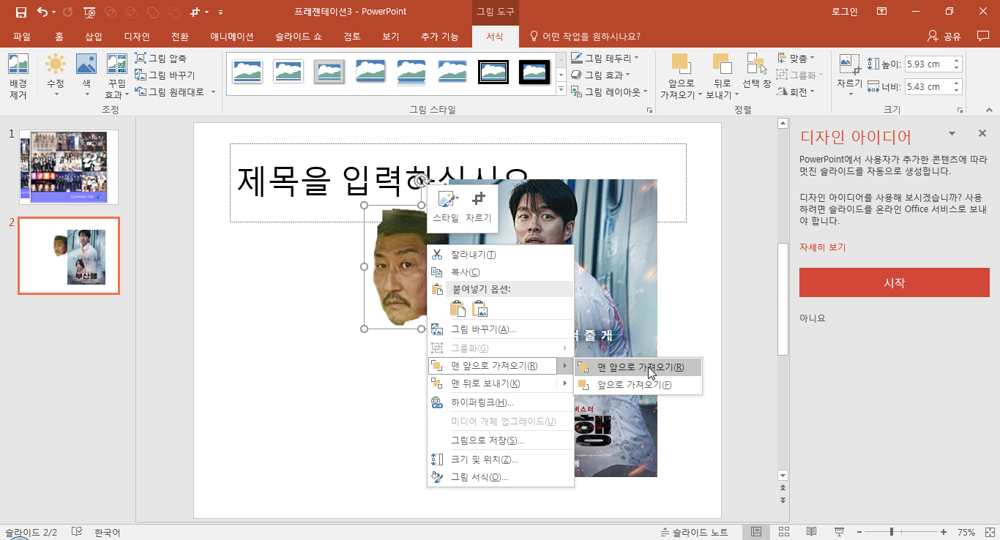 프레젠테이션3 - PowerPoint
그림 도구
로그인
파일 홈 삽입 디자인 전환 애니메이션 슬라이드 쇼 검토 보기 추가 기능 서식 어떤 작업을 원하시나요? 공유
배경 제거
수정
색
꾸밈 효과
그림 압축
그림 바꾸기
그림 원래대로
조정
그림 스타일
그림 테두리
그림 효과
그림 레이아웃
앞으로 가져오기
뒤로 보내기
선택 창
맞춤
그룹화
회전
정렬
자르기
높이: 5.93 cm
너비: 5.43 cm
크기
1
2
부산행
제목을 입력하십시오
스타일 자르기
잘라내기(T)
복사(C)
붙여넣기 옵션:
그림 바꾸기(A)...
그룹화(G)
맨 앞으로 가져오기(R)
맨 뒤로 보내기(K)
하이퍼링크(H)...
미디어 개체 업그레이드(U)
그림으로 저장(S)...
크기 및 위치(Z)...
그림 서식(O)...
맨 앞으로 가져오기(R)
앞으로 가져오기(F)
줄게
버스터
행
봉
디자인 아이디어
PowerPoint에서 사용자가 추가한 콘텐츠에 따라
멋진 슬라이드를 자동으로 생성합니다.
디자인 아이디어를 사용해 보시겠습니까? 사용
하려면 슬라이드를 온라인 Office 서비스로 보내
야 합니다.
자세히 보기
시작
아니요
슬라이드 2/2 한국어
슬라이드 노트
75%